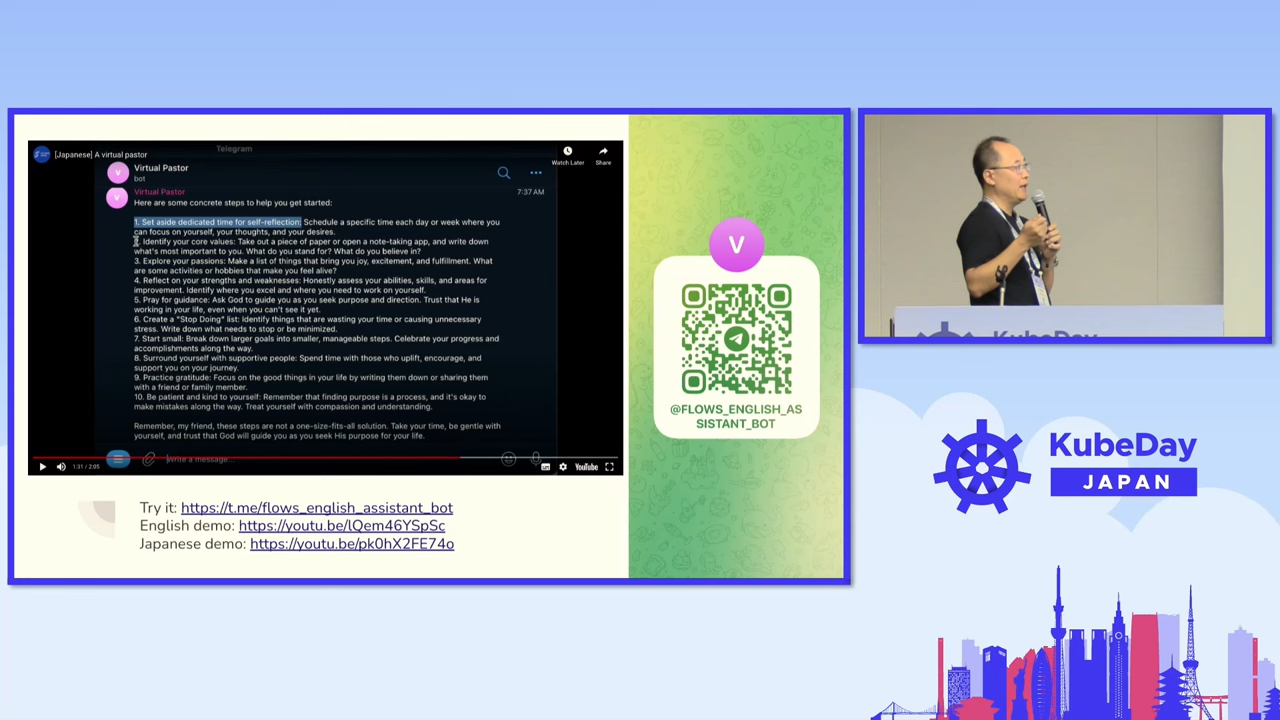 Telegram
[Japanese] A virtual pastor
Watch Later
Share
V
Virtual Pastor
bot
V
Virtual Pastor
7:37 AM
Here are some concrete steps to help you get started:
1. Set aside dedicated time for self-reflection: Schedule a specific time each day or week where you
can focus on yourself, your thoughts, and your desires.
. Identify your core values: Take out a piece of paper or open a note-taking app, and write down
what's most important to you. What do you stand for? What do you believe in?
3. Explore your passions: Make a list of things that bring you joy, excitement, and fulfillment. What
are some activities or hobbies that make you feel alive?
4. Reflect on your strengths and weaknesses: Honestly assess your abilities, skills, and areas for
improvement. Identify where you excel and where you need to work on yourself.
5. Pray for guidance: Ask God to guide you as you seek purpose and direction. Trust that He is
working in your life, even when you can't see it yet.
6. Create a "Stop Doing" list: Identify things that are wasting your time or causing unnecessary
stress. Write down what needs to stop or be minimized.
7. Start small: Break down larger goals into smaller, manageable steps. Celebrate your progress and
accomplishments along the way.
8. Surround yourself with supportive people: Spend time with those who uplift, encourage, and
support you on your journey.
9. Practice gratitude: Focus on the good things in your life by writing them down or sharing them
with a friend or family member.
10. Be patient and kind to yourself: Remember that finding purpose is a process, and it's okay to
make mistakes along the way. Treat yourself with compassion and understanding.
Remember, my friend, these steps are not a one-size-fits-all solution. Take your time, be gentle with
yourself, and trust that God will guide you as you seek His purpose for your life.
Write a message...
1:31 / 2:05
YouTube
V
@FLOWS_ENGLISH_AS
SISTANT_BOT
Try it: https://t.me/flows_english_assistant_bot
English demo: https://youtu.be/lQem46YSpSc
Japanese demo: https://youtu.be/pk0hX2FE74o
KubeDay
KubeDay
JAPAN